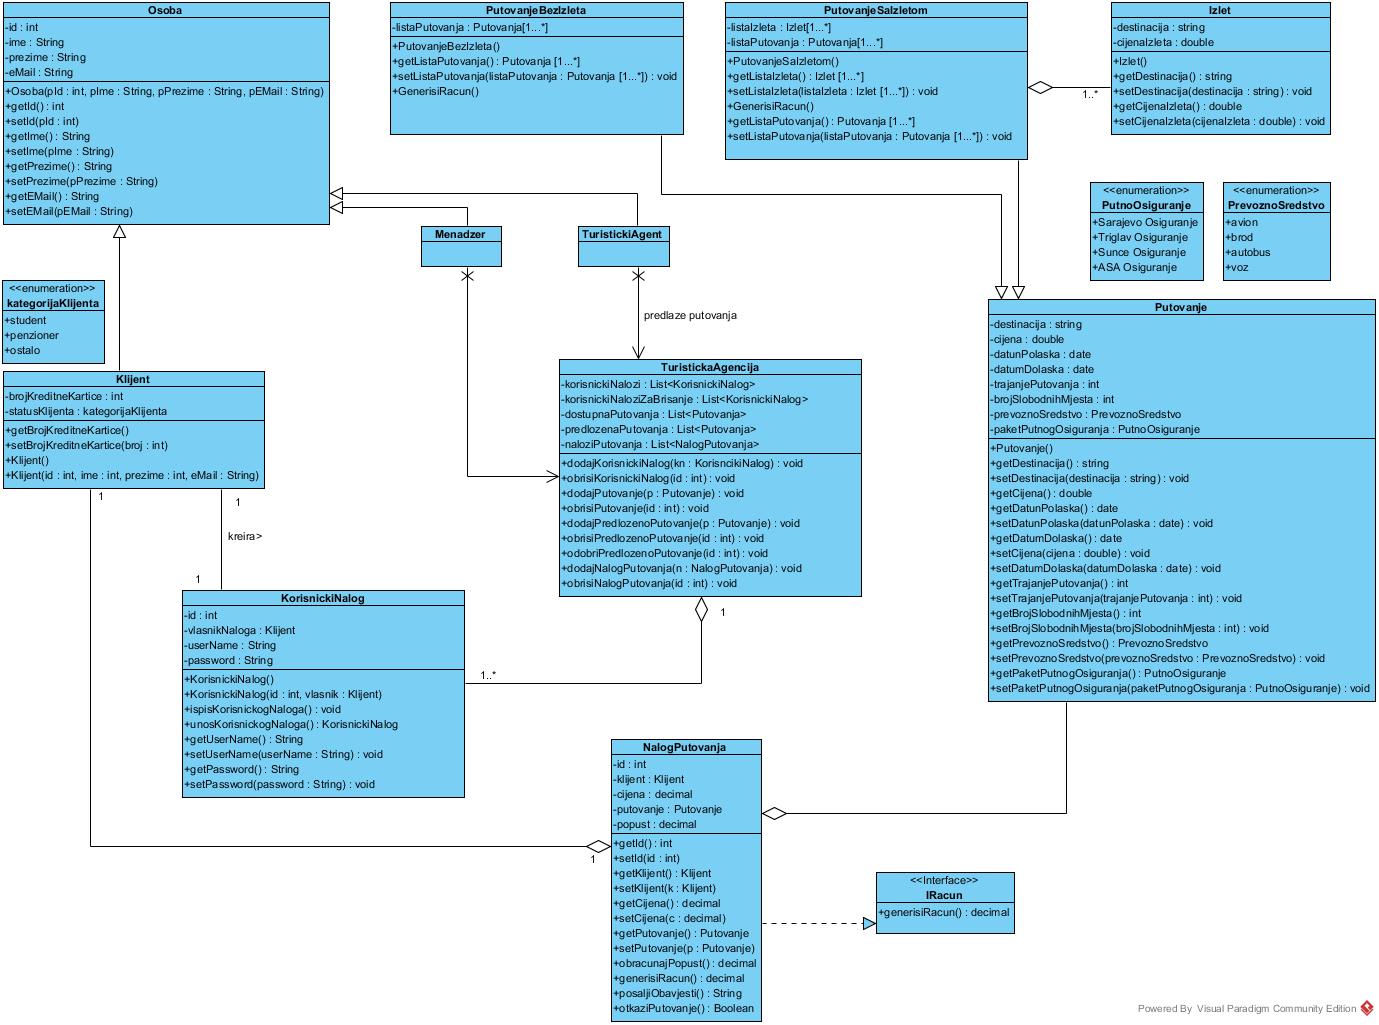 Osoba
-id : int
-ime : String
-prezime : String
-eMail : String
+Osoba(pId : int, pIme : String, pPrezime : String, pEMail : String)
+getId() : int
+setId(pId : int)
+getIme() : String
+setIme(pIme : String)
+getPrezime() : String
+setPrezime(pPrezime : String)
+getEMail() : String
+setEMail(pEMail : String)
PutovanjeBezIzleta
-listaPutovanja : Putovanja[1...*]
+PutovanjeBezIzleta()
+getListaPutovanja() : Putovanja [1...*]
+setListaPutovanja(listaPutovanja : Putovanja [1...*]) : void
+GenerisiRacun()
PutovanjeSaIzletom
-listaIzleta : Izlet[1...*]
-listaPutovanja : Putovanja[1...*]
+PutovanjeSaIzletom()
+getListaIzleta() : Izlet [1...*]
+setListaIzleta(listaIzleta : Izlet [1...*]) : void
+GenerisiRacun()
+getListaPutovanja() : Putovanja [1...*]
+setListaPutovanja(listaPutovanja : Putovanja [1...*]) : void
1..*
Izlet
-destinacija : string
-cijenaIzleta : double
+Izlet()
+getDestinacija() : string
+setDestinacija(destinacija : string) : void
+getCijenaIzleta() : double
+setCijenaIzleta(cijenaIzleta : double) : void
<<enumeration>>
PutnoOsiguranje
+Sarajevo Osiguranje
+Triglav Osiguranje
+Sunce Osiguranje
+ASA Osiguranje
<<enumeration>>
PrevoznoSredstvo
+avion
+brod
+autobus
+voz
Menadzer
TuristickiAgent
predlaze putovanja
<<enumeration>>
kategorijaKlijenta
+student
+penzioner
+ostalo
Klijent
-brojKreditneKartice : int
-statusKlijenta : kategorijaKlijenta
+getBrojKreditneKartice()
+setBrojKreditneKartice(broj : int)
+Klijent()
+Klijent(id : int, ime : int, prezime : int, eMail : String)
1
1
kreira>
1
TuristickaAgencija
-korisnickiNalozi : List<KorisnickiNalog>
-korisnickiNaloziZaBrisanje : List<KorisnickiNalog>
-dostupnaPutovanja : List<Putovanja>
-predlozenaPutovanja : List<Putovanja>
-naloziPutovanja : List<NalogPutovanja>
+dodajKorisnickiNalog(kn : KorisncikiNalog) : void
+obrisiKorisnickiNalog(id : int) : void
+dodajPutovanje(p : Putovanje) : void
+obrisiPutovanje(id : int) : void
+dodajPredlozenoPutovanje(p : Putovanje) : void
+obrisiPredlozenoPutovanje(id : int) : void
+odobriPredlozenoPutovanje(id : int) : void
+dodajNalogPutovanja(n : NalogPutovanja) : void
+obrisiNalogPutovanja(id : int) : void
1
1..*
Putovanje
-destinacija : string
-cijena : double
-datunPolaska : date
-datumDolaska : date
-trajanjePutovanja : int
-brojSlobodnihMjesta : int
-prevoznoSredstvo : PrevoznoSredstvo
-paketPutnogOsiguranja : PutnoOsiguranje
+Putovanje()
+getDestinacija() : string
+setDestinacija(destinacija : string) : void
+getCijena() : double
+getDatunPolaska() : date
+setDatunPolaska(datunPolaska : date) : void
+getDatumDolaska() : date
+setCijena(cijena : double) : void
+setDatumDolaska(datumDolaska : date) : void
+getTrajanjePutovanja() : int
+setTrajanjePutovanja(trajanjePutovanja : int) : void
+getBrojSlobodnihMjesta() : int
+setBrojSlobodnihMjesta(brojSlobodnihMjesta : int) : void
+getPrevoznoSredstvo() : PrevoznoSredstvo
+setPrevoznoSredstvo(prevoznoSredstvo : PrevoznoSredstvo) : void
+getPaketPutnogOsiguranja() : PutnoOsiguranje
+setPaketPutnogOsiguranja(paketPutnogOsiguranja : PutnoOsiguranje) : void
KorisnickiNalog
-id : int
-vlasnikNaloga : Klijent
-userName : String
-password : String
+KorisnickiNalog()
+KorisnickiNalog(id : int, vlasnik : Klijent)
+ispisKorisnickogNaloga() : void
+unosKorisnickogNaloga() : KorisnickiNalog
+getUserName() : String
+setUserName(userName : String) : void
+getPassword() : String
+setPassword(password : String) : void
1
NalogPutovanja
-id : int
-klijent : Klijent
-cijena : decimal
-putovanje : Putovanje
-popust : decimal
+getId() : int
+setId(id : int)
+getKlijent() : Klijent
+setKlijent(k : Klijent)
+getCijena() : decimal
+setCijena(c : decimal)
+getPutovanje() : Putovanje
+setPutovanje(p : Putovanje)
+obracunajPopust() : decimal
+generisiRacun() : decimal
+posaljiObavjesti() : String
+otkaziPutovanje() : Boolean
<<Interface>>
IRacun
+generisiRacun() : decimal
Powered By Visual Paradigm Community Edition